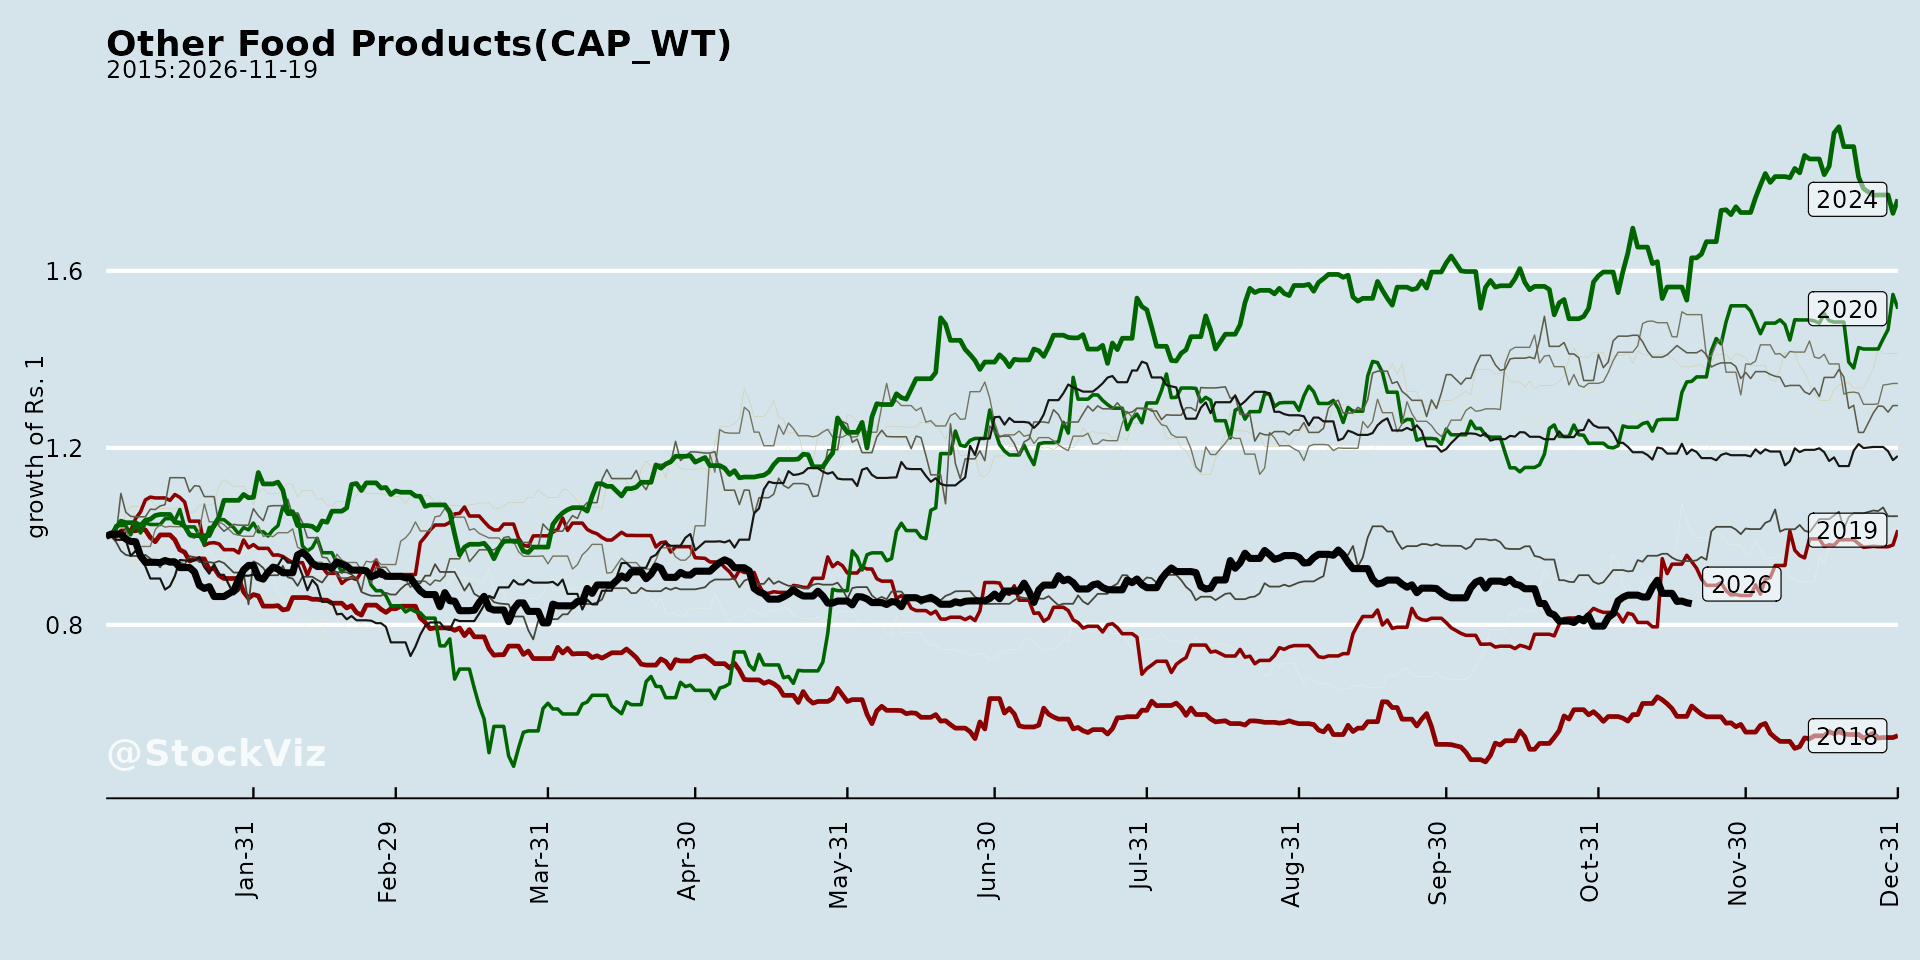 Other Food Products(CAP_WT)
2015:2026-11-19
growth of Rs. 1
1.6
1.2
0.8
2024
2020
2019
2026
2018
@StockViz
Jan-31
Feb-29
Mar-31
Apr-30
May-31
Jun-30
Jul-31
Aug-31
Sep-30
Oct-31
Nov-30
Dec-31